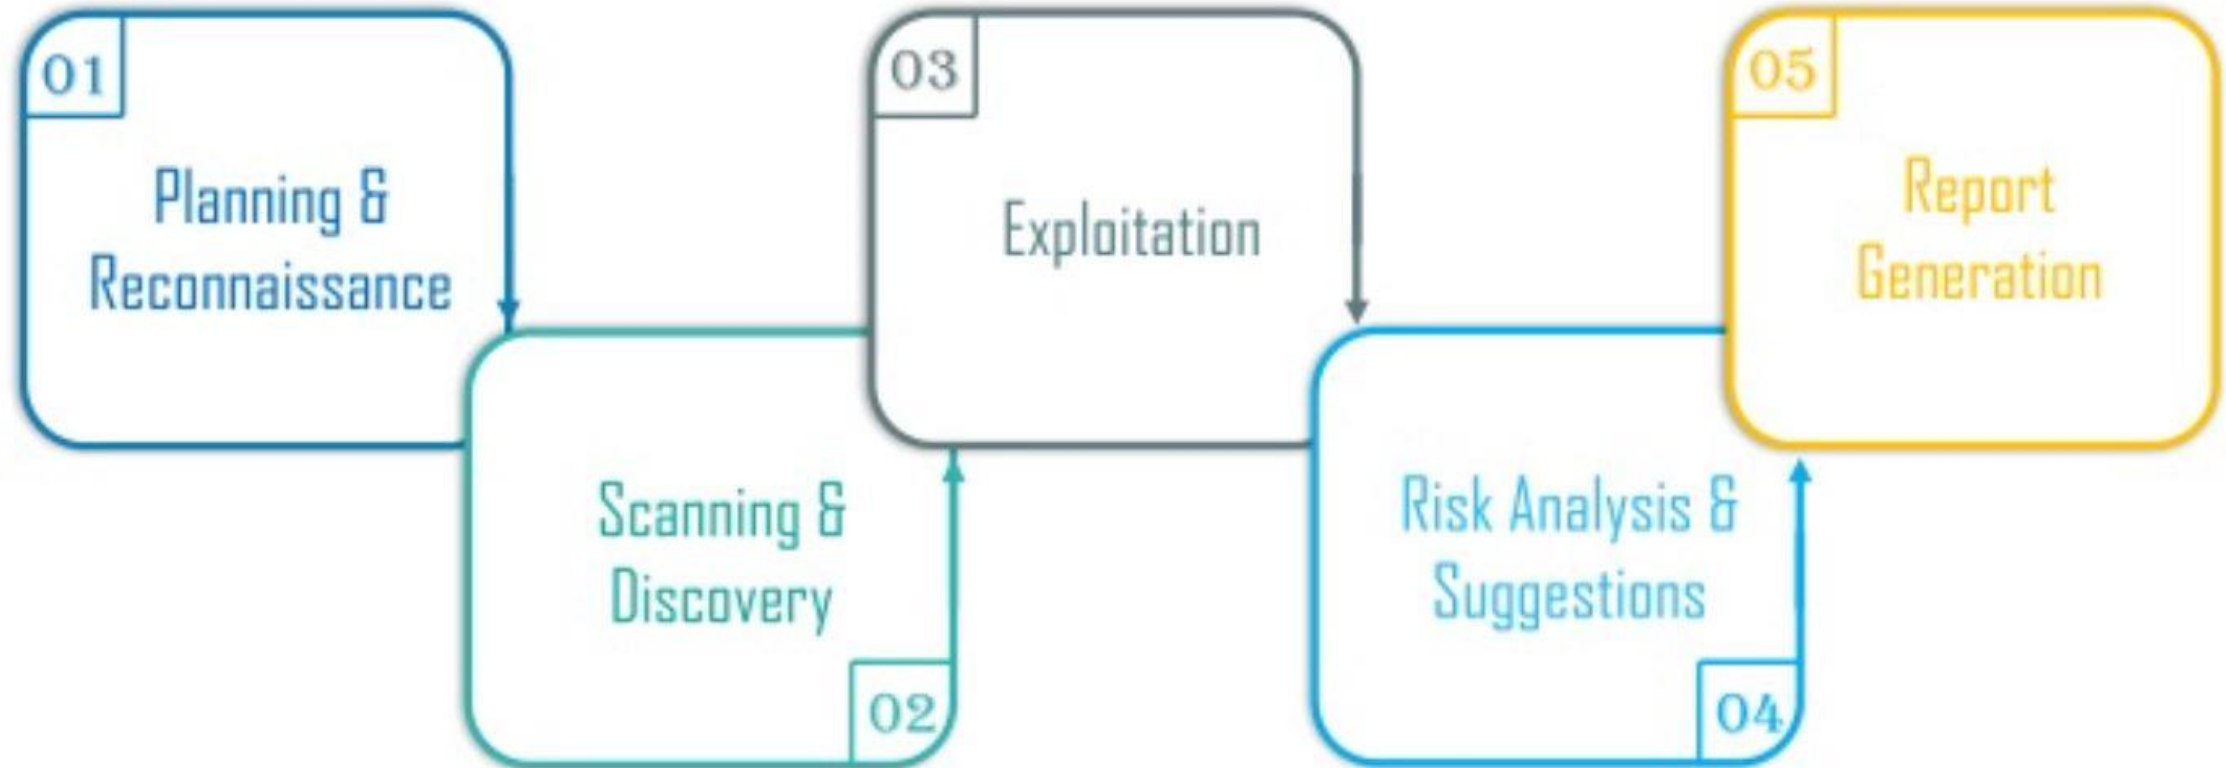 01
Planning &
Reconnaissance
Scanning &
Discovery
02
03
Exploitation
Risk Analysis &
Suggestions
04
05
Report
Generation